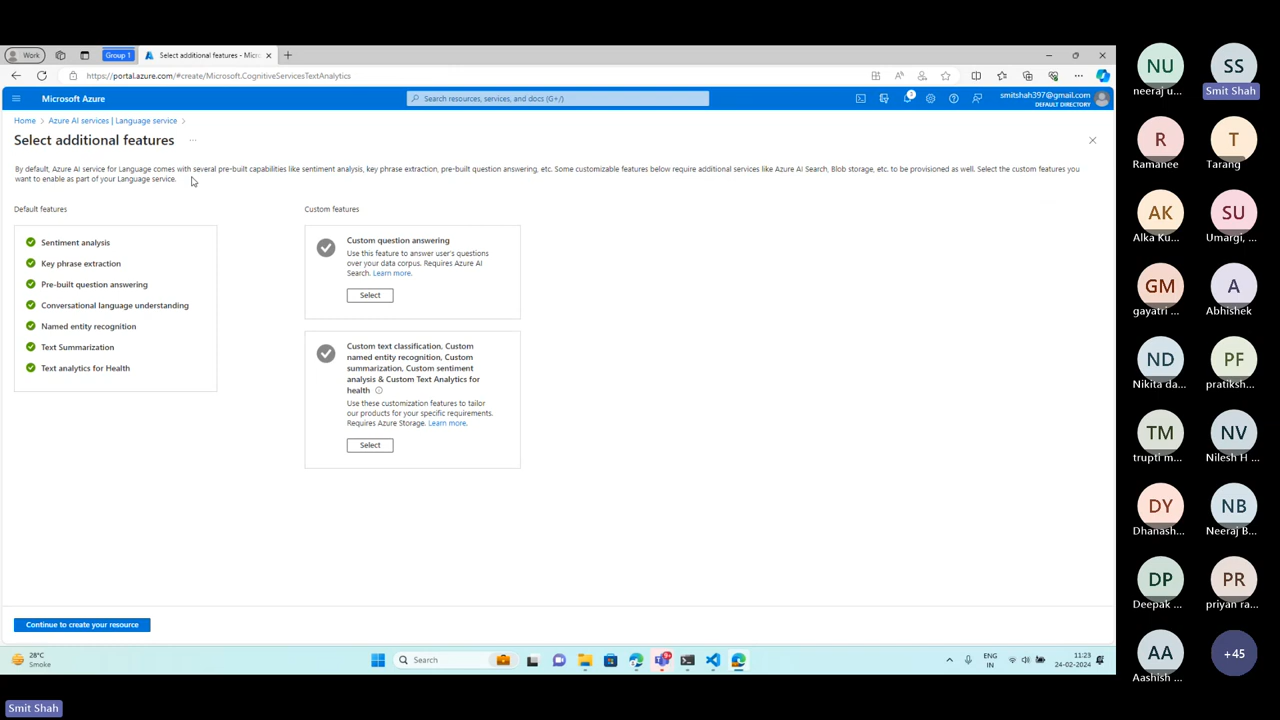 Work
Group 1
Select additional features - Micr
https://portal.azure.com/#create/Microsoft.CognitiveServicesTextAnalytics
Microsoft Azure
Search resources, services, and docs (G+/)
1
smitshah397@gmail.com
DEFAULT DIRECTORY
Home > Azure AI services | Language service >
Select additional features ...
By default, Azure AI service for Language comes with several pre-built capabilities like sentiment analysis, key phrase extraction, pre-built question answering, etc. Some customizable features below require additional services like Azure AI Search, Blob storage, etc. to be provisioned as well. Select the custom features you
want to enable as part of your Language service.
Default features
Sentiment analysis
Key phrase extraction
Pre-built question answering
Conversational language understanding
Named entity recognition
Text Summarization
Text analytics for Health
Custom features
Custom question answering
Use this feature to answer user's questions
over your data corpus. Requires Azure AI
Search. Learn more.
Select
Custom text classification, Custom
named entity recognition, Custom
summarization, Custom sentiment
analysis & Custom Text Analytics for
health
Use these customization features to tailor
our products for your specific requirements.
Requires Azure Storage. Learn more.
Select
Continue to create your resource
28°C
Smoke
Search
ENG
IN
11:23
24-02-2024
Smit Shah
NU
neeraj u...
SS
Smit Shah
R
Ramanee
T
Tarang
AK
Alka Ku...
SU
Umargi, ...
GM
gayatri ...
A
Abhishek
ND
Nikita da...
PF
pratiksh...
TM
trupti m...
NV
Nilesh H ...
DY
Dhanash...
NB
Neeraj B...
DP
Deepak ...
PR
priyan ra...
AA
Aashish ...
+45